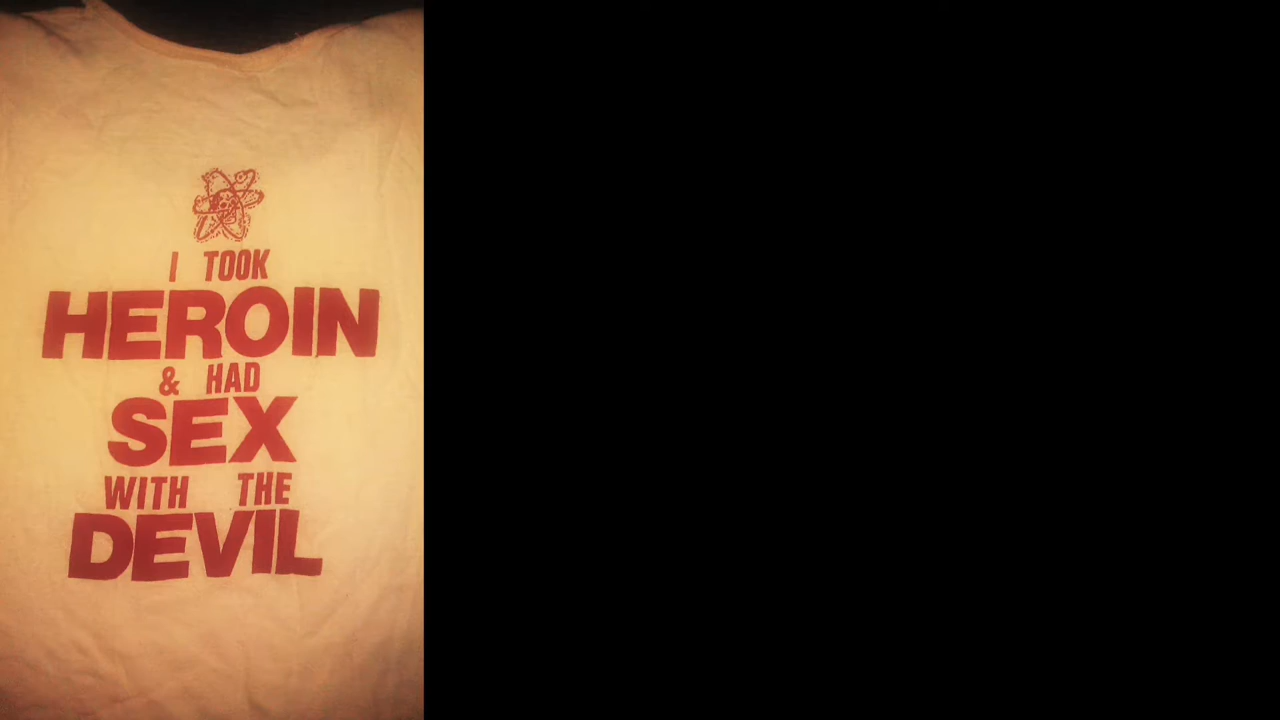 I TOOK
HEROIN
& HAD
SEX
WITH THE
DEVIL